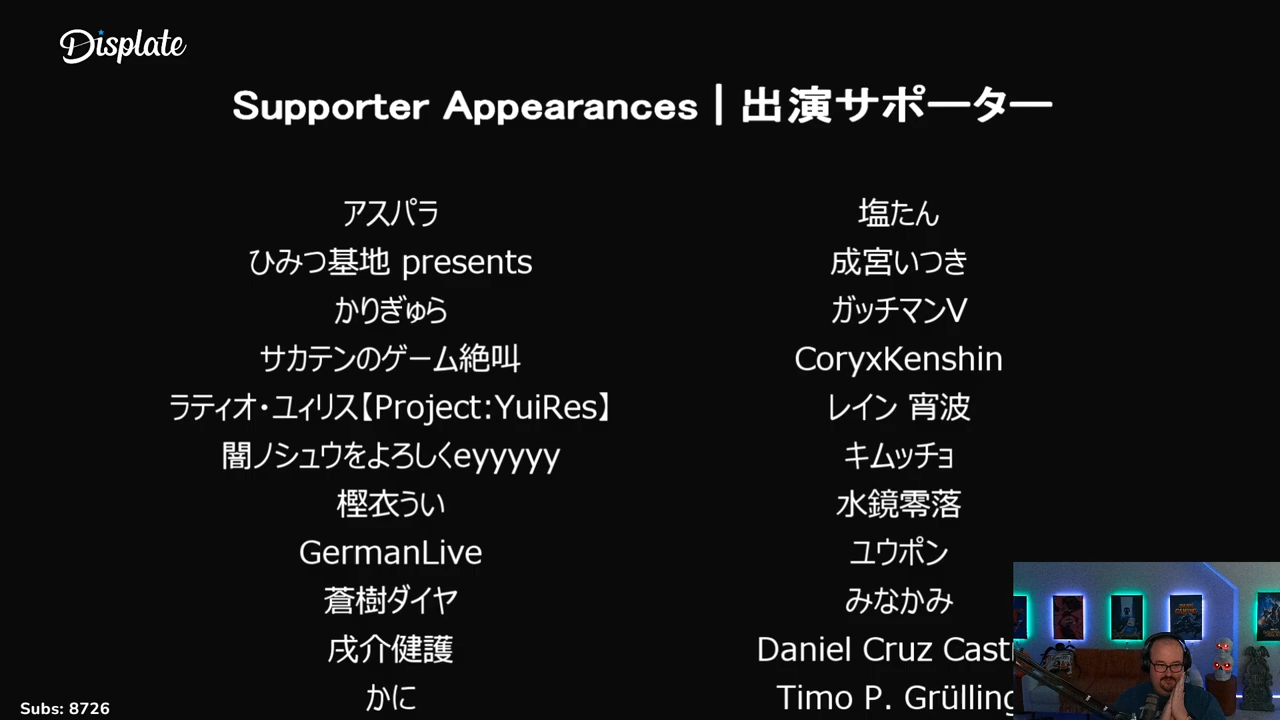 Displate
Supporter Appearances | 出演サポーター
アスパラ
塩たん
ひみつ基地 presents
成宮いつき
かりぎゅら
ガッチマンV
サカテンのゲーム絶叫
CoryxKenshin
ラティオ・ユィリス【Project:YuiRes】
レイン 宵波
闇ノシュウをよろしくeyyyyy
キムッチョ
樫衣うい
水鏡零落
GermanLive
ユウポン
蒼樹ダイヤ
みなかみ
戌介健護
Daniel Cruz Cast
かに
Timo P. Grülling
Subs: 8726